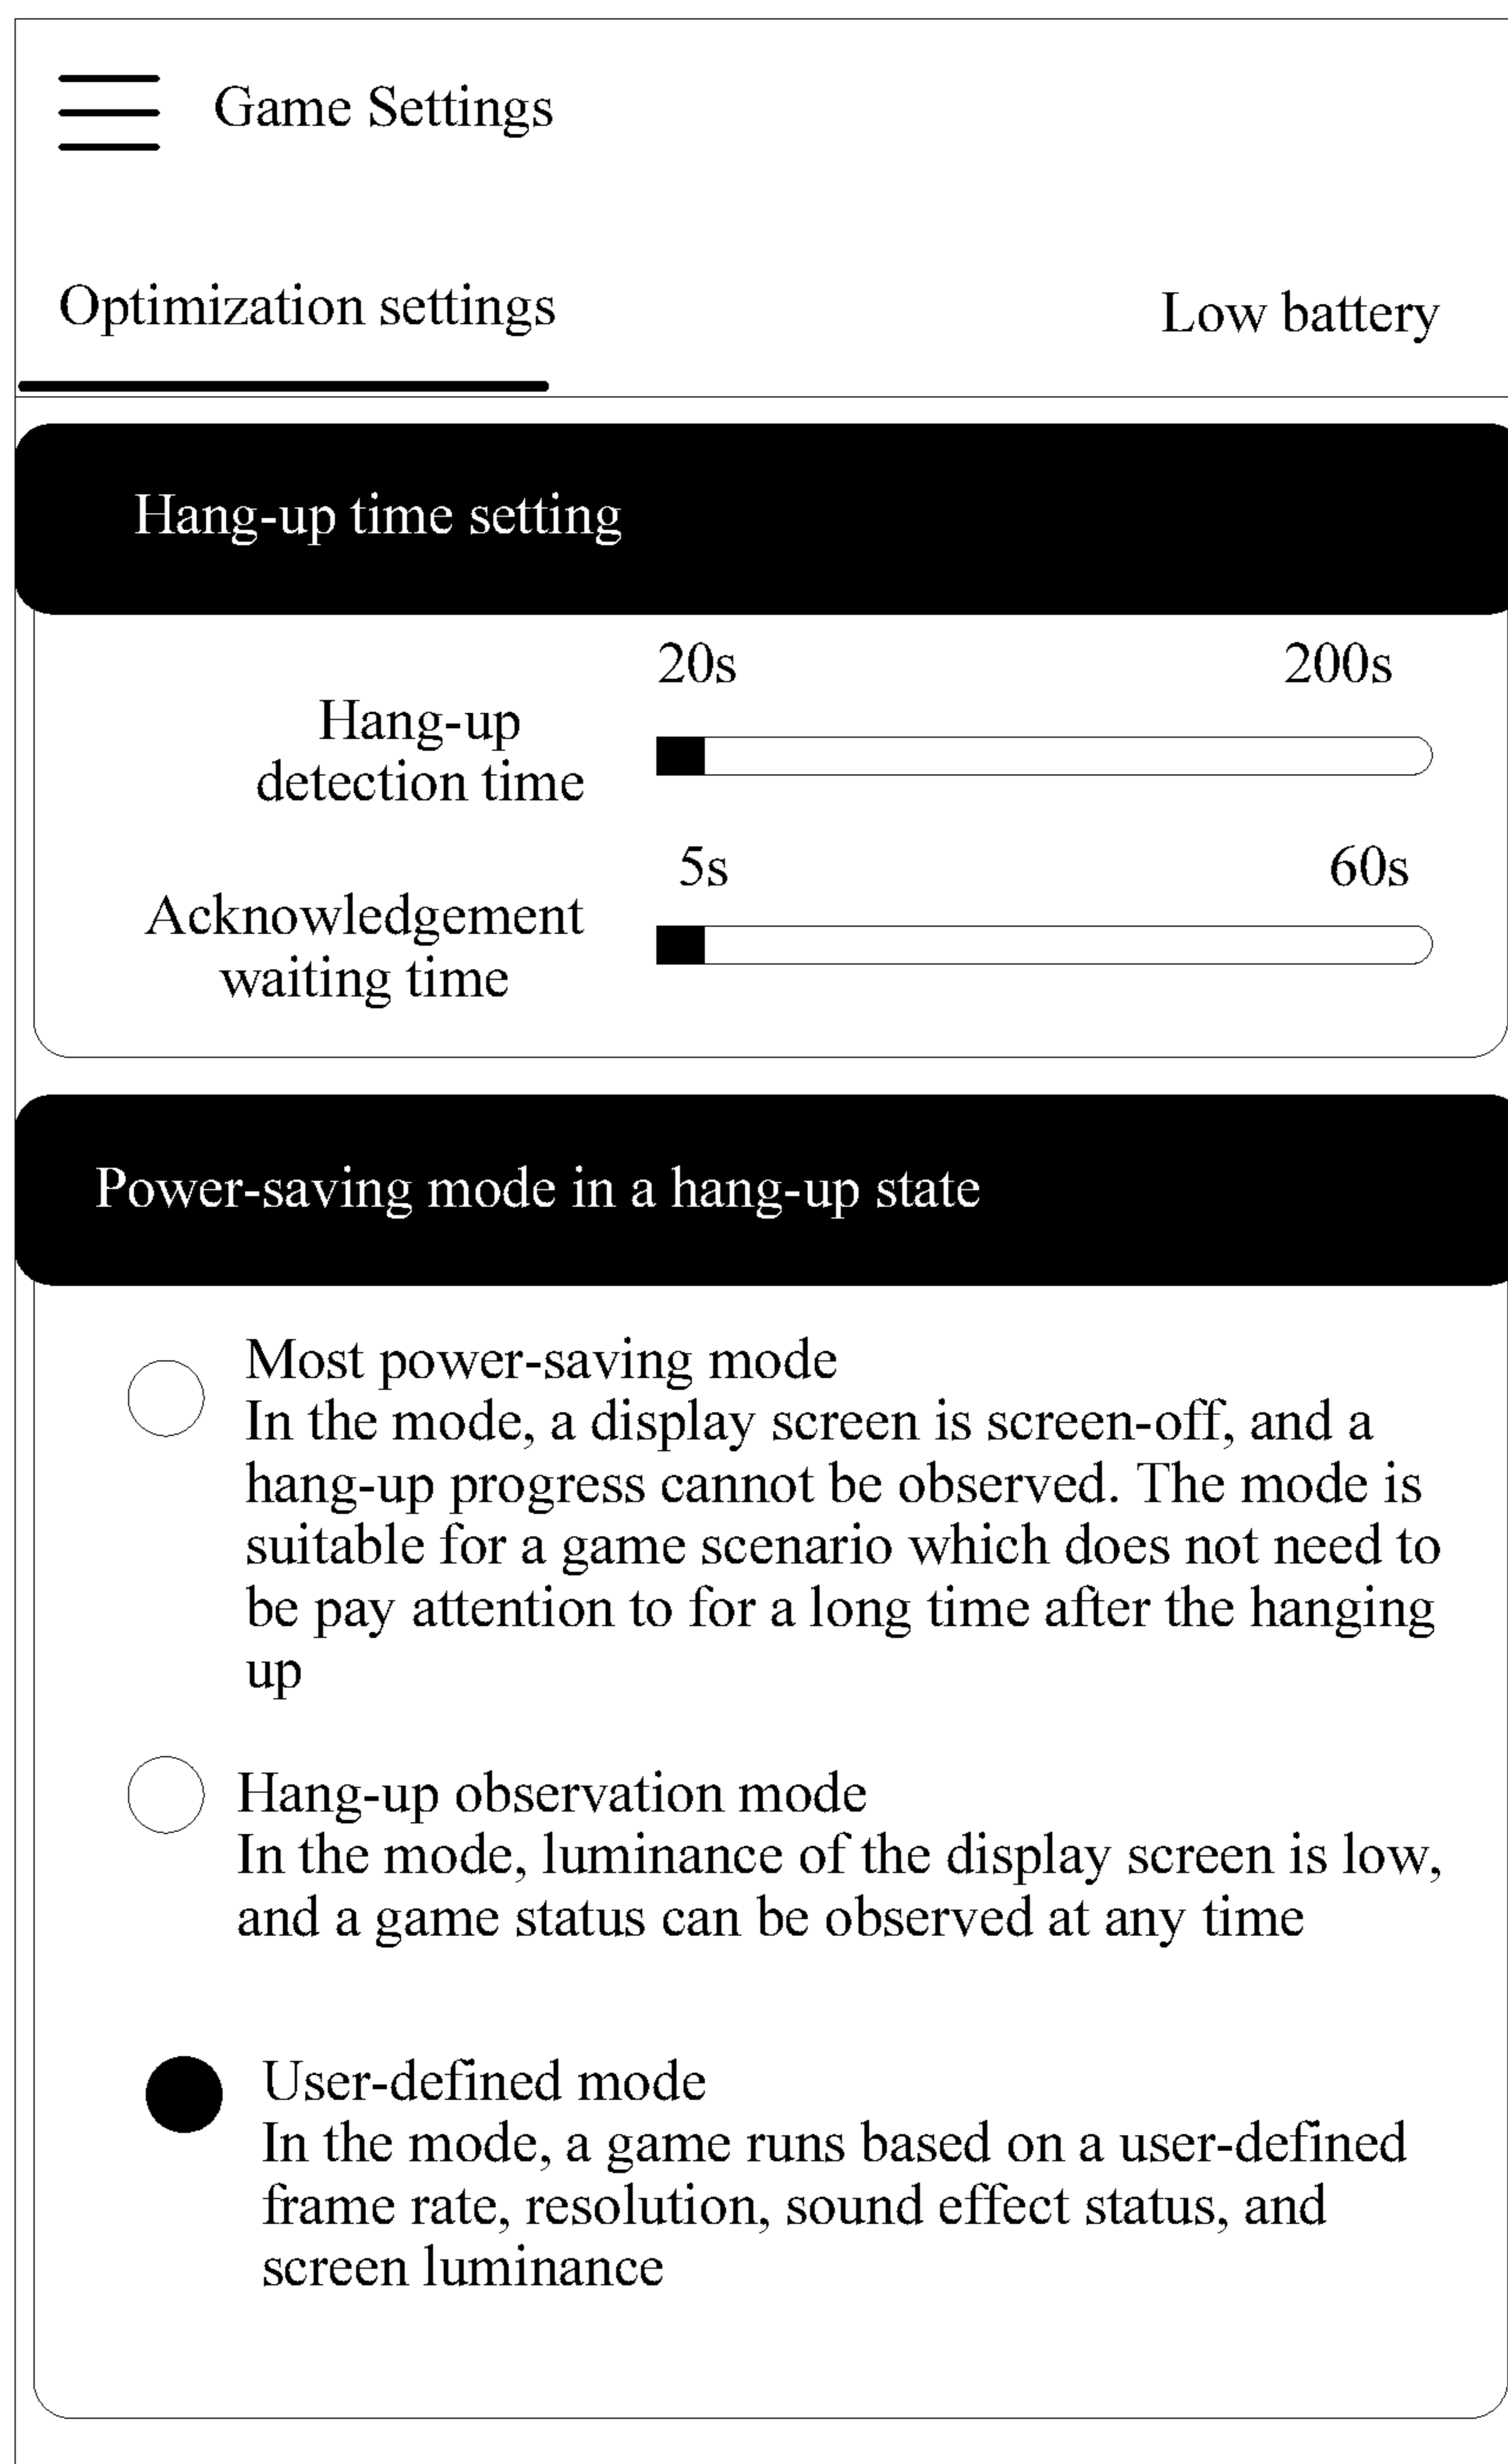 Game Settings
Optimization settings
Low battery
Hang-up time setting
20s
200s
Hang-up
detection time
5s
60s
Acknowledgement
waiting time
Power-saving mode in a hang-up state
Most power-saving mode
In the mode, a display screen is screen-off, and a
hang-up progress cannot be observed. The mode is
suitable for a game scenario which does not need to
be pay attention to for a long time after the hanging
up
Hang-up observation mode
In the mode, luminance of the display screen is low,
and a game status can be observed at any time
User-defined mode
In the mode, a game runs based on a user-defined
frame rate, resolution, sound effect status, and
screen luminance